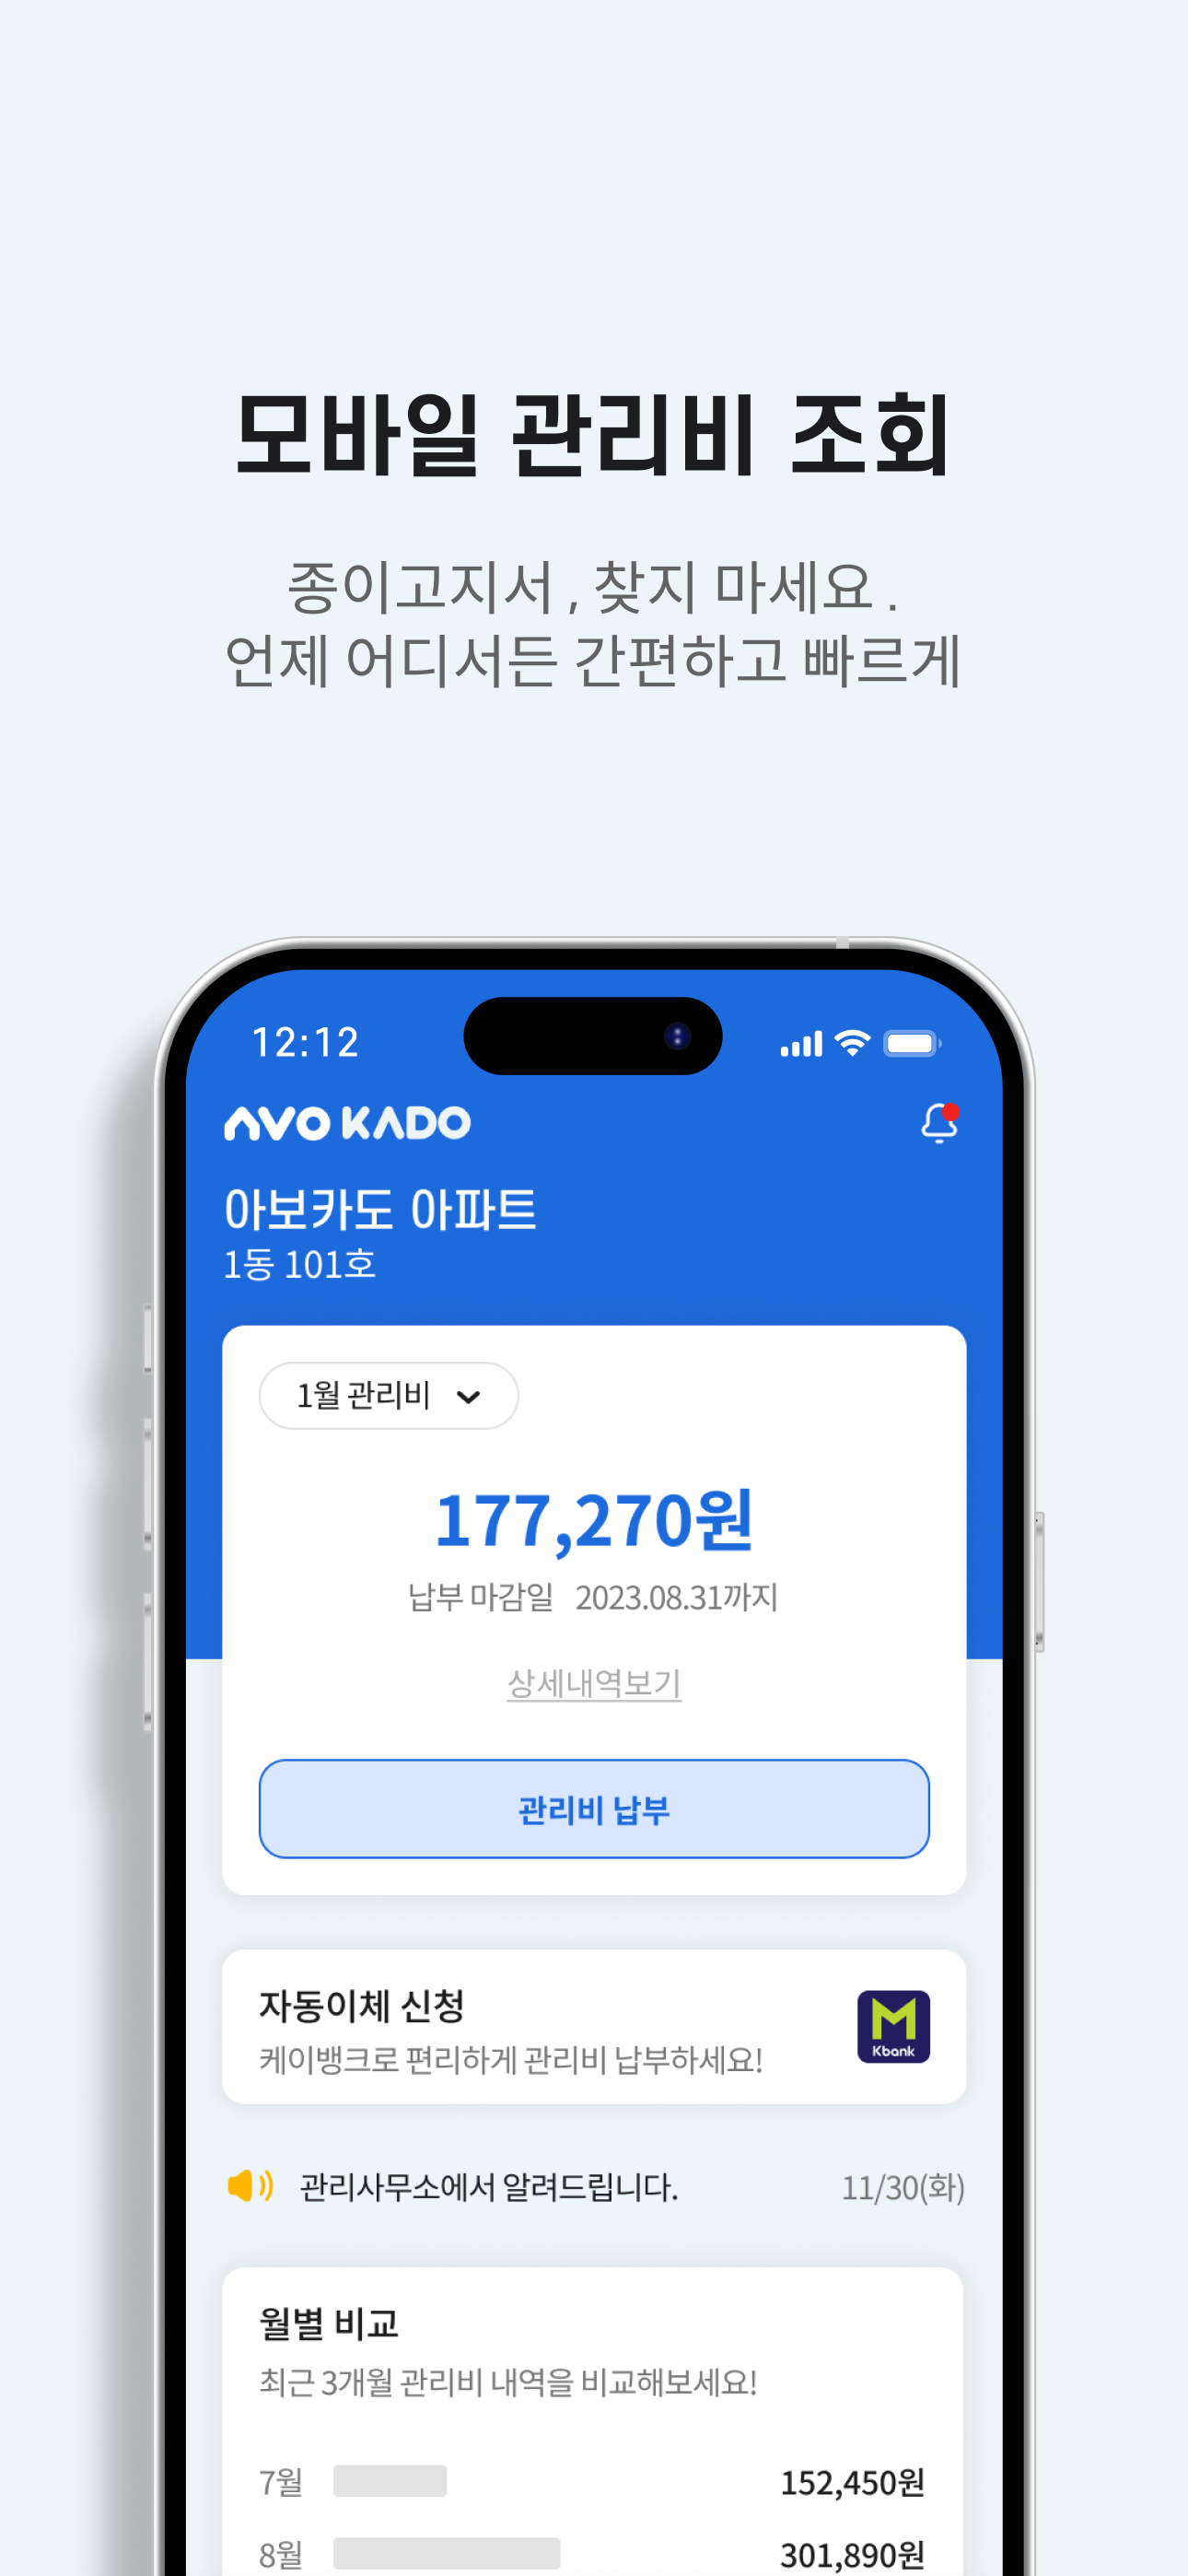 모바일 관리비 조회
종이고지서 , 찾지 마세요 .
언제 어디서든 간편하고 빠르게
12:12
AVO KADO
아보카도 아파트
1동 101호
1월 관리비
177,270원
납부 마감일 2023.08.31까지
상세내역보기
관리비 납부
자동이체 신청
케이뱅크로 편리하게 관리비 납부하세요!
Kbank
관리사무소에서 알려드립니다. 11/30(화)
월별 비교
최근 3개월 관리비 내역을 비교해보세요!
7월 152,450원
8월 301,890원